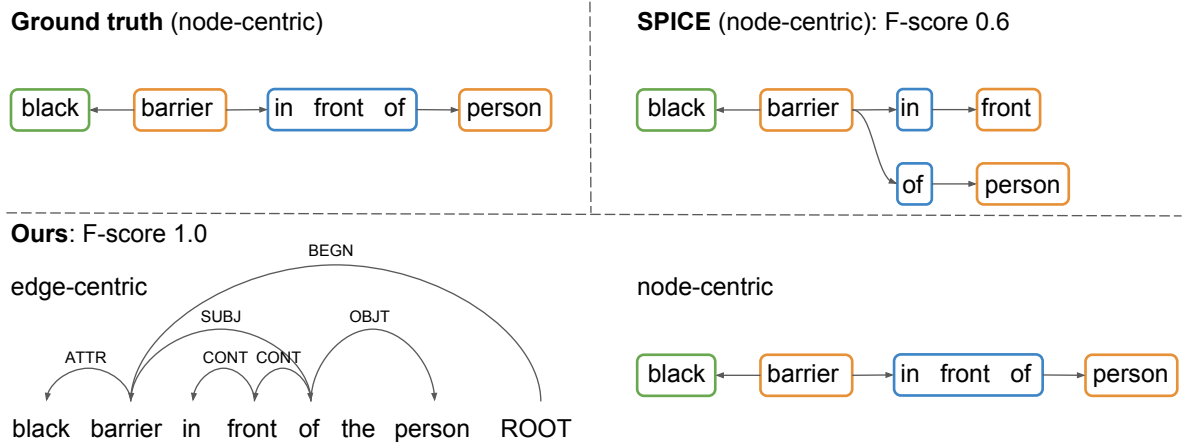 Ground truth (node-centric)
black barrier in front of person
SPICE (node-centric): F-score 0.6
black barrier in front
of person
Ours: F-score 1.0
edge-centric
BEGN
SUBJ OBJT
ATTR CONT CONT
black barrier in front of the person ROOT
node-centric
black barrier in front of person